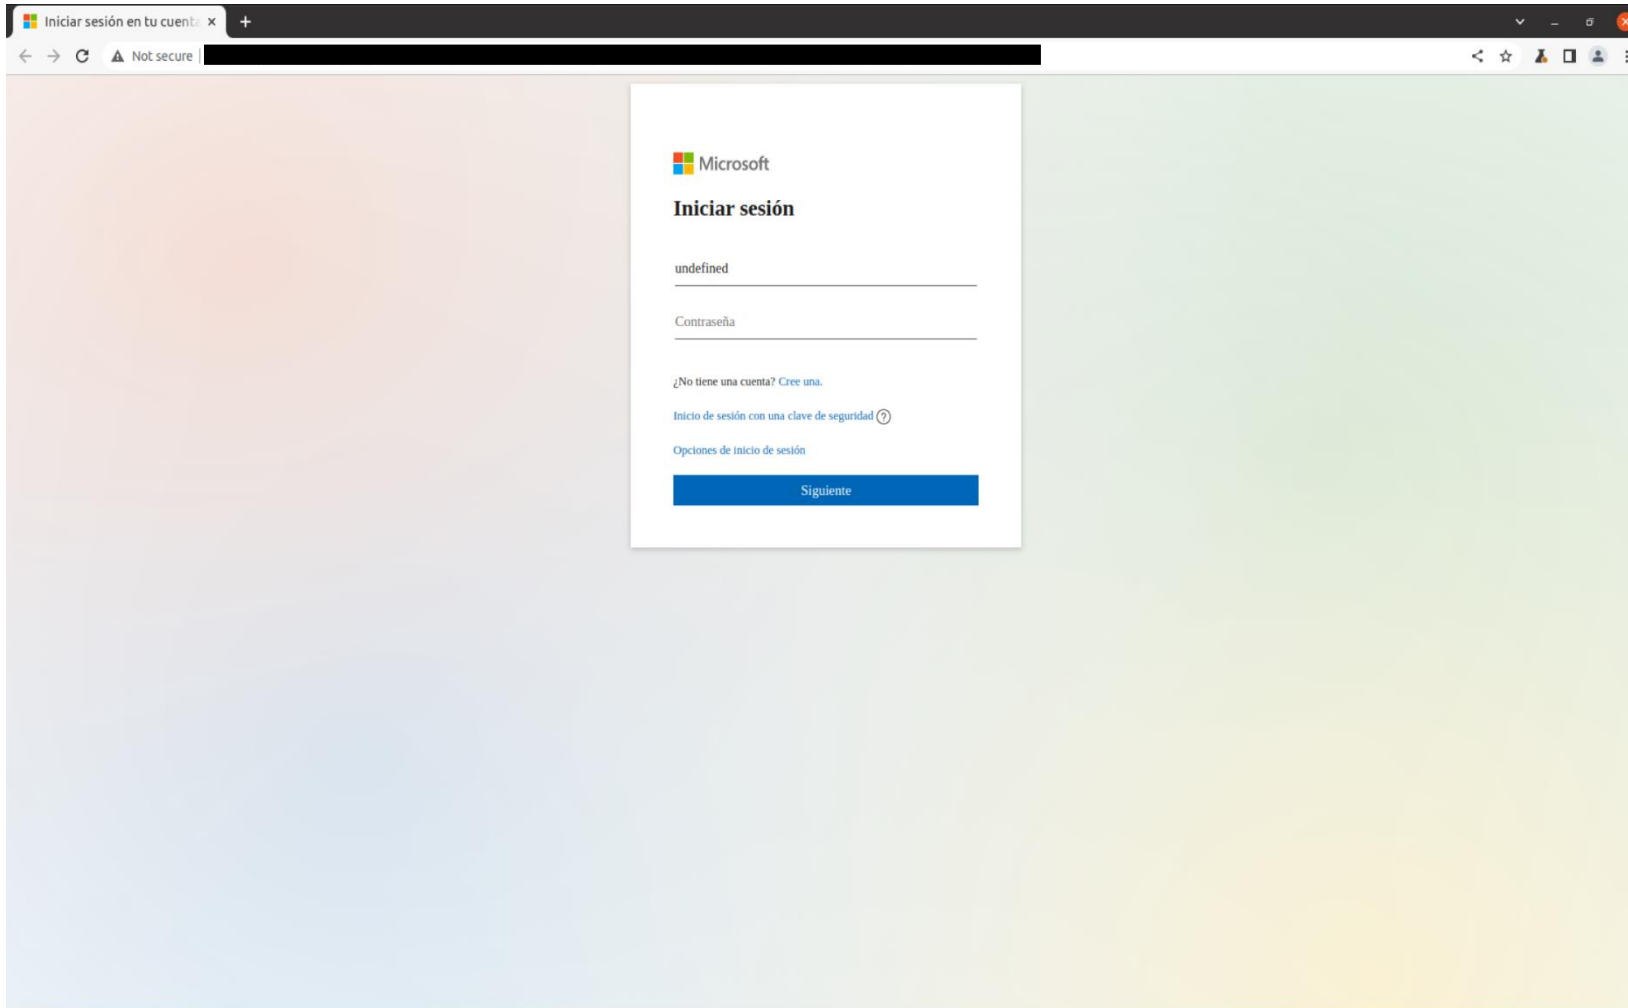 Iniciar sesión en tu cuenta
Not secure
Microsoft
Iniciar sesión
undefined
Contraseña
¿No tiene una cuenta? Cree una.
Inicio de sesión con una clave de seguridad
Opciones de inicio de sesión
Siguiente